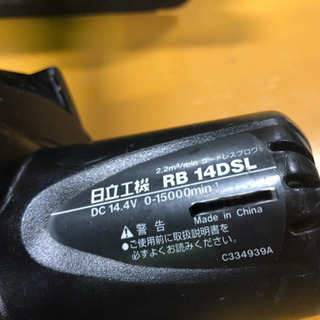 2.2m³/min コードレスブロワ
日立工機 RB 14DSL
DC 14.4V 0-15000min⁻¹
⚠警告
Made in China
●ご使用前に取扱説明書を
必ずよくお読みください。
C334939A